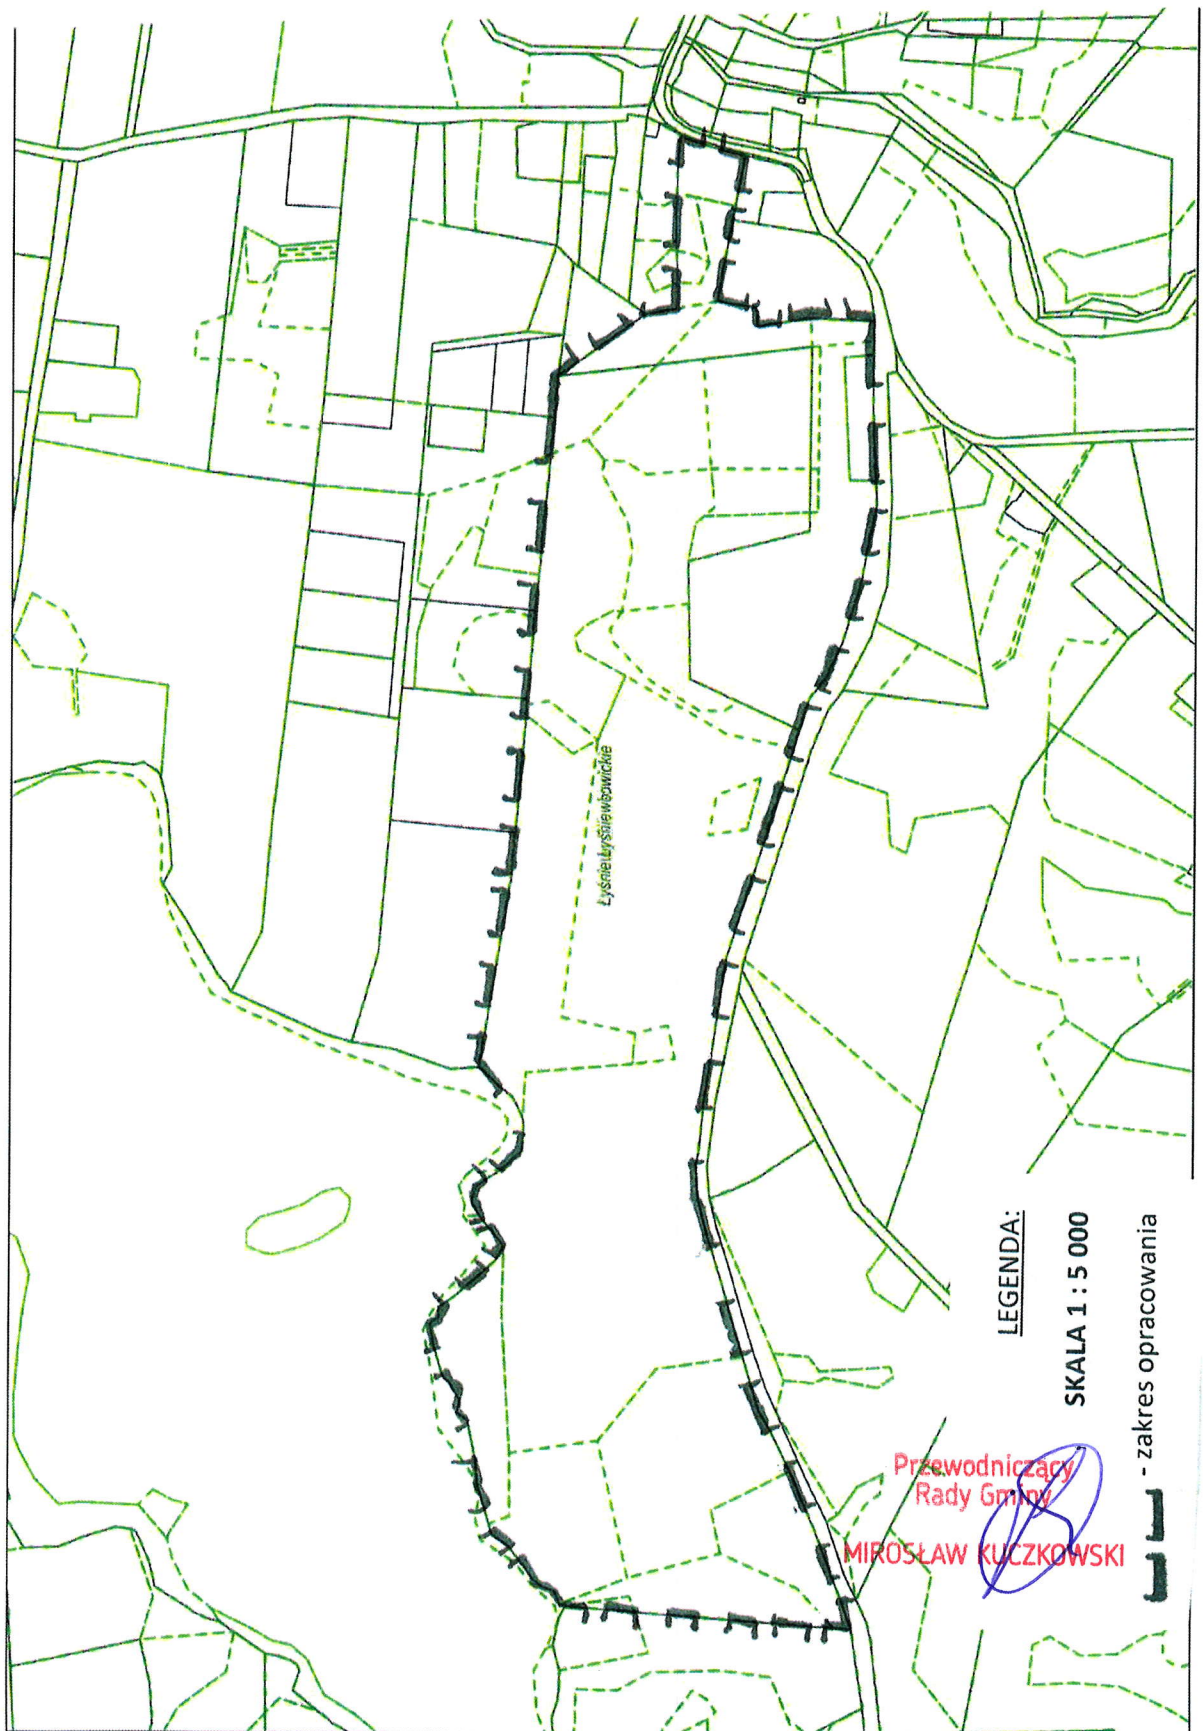 LEGENDA:
SKALA 1 : 5 000
- zakres opracowania
Przewodniczący
Rady Gminy
MIROSŁAW KUCZKOWSKI